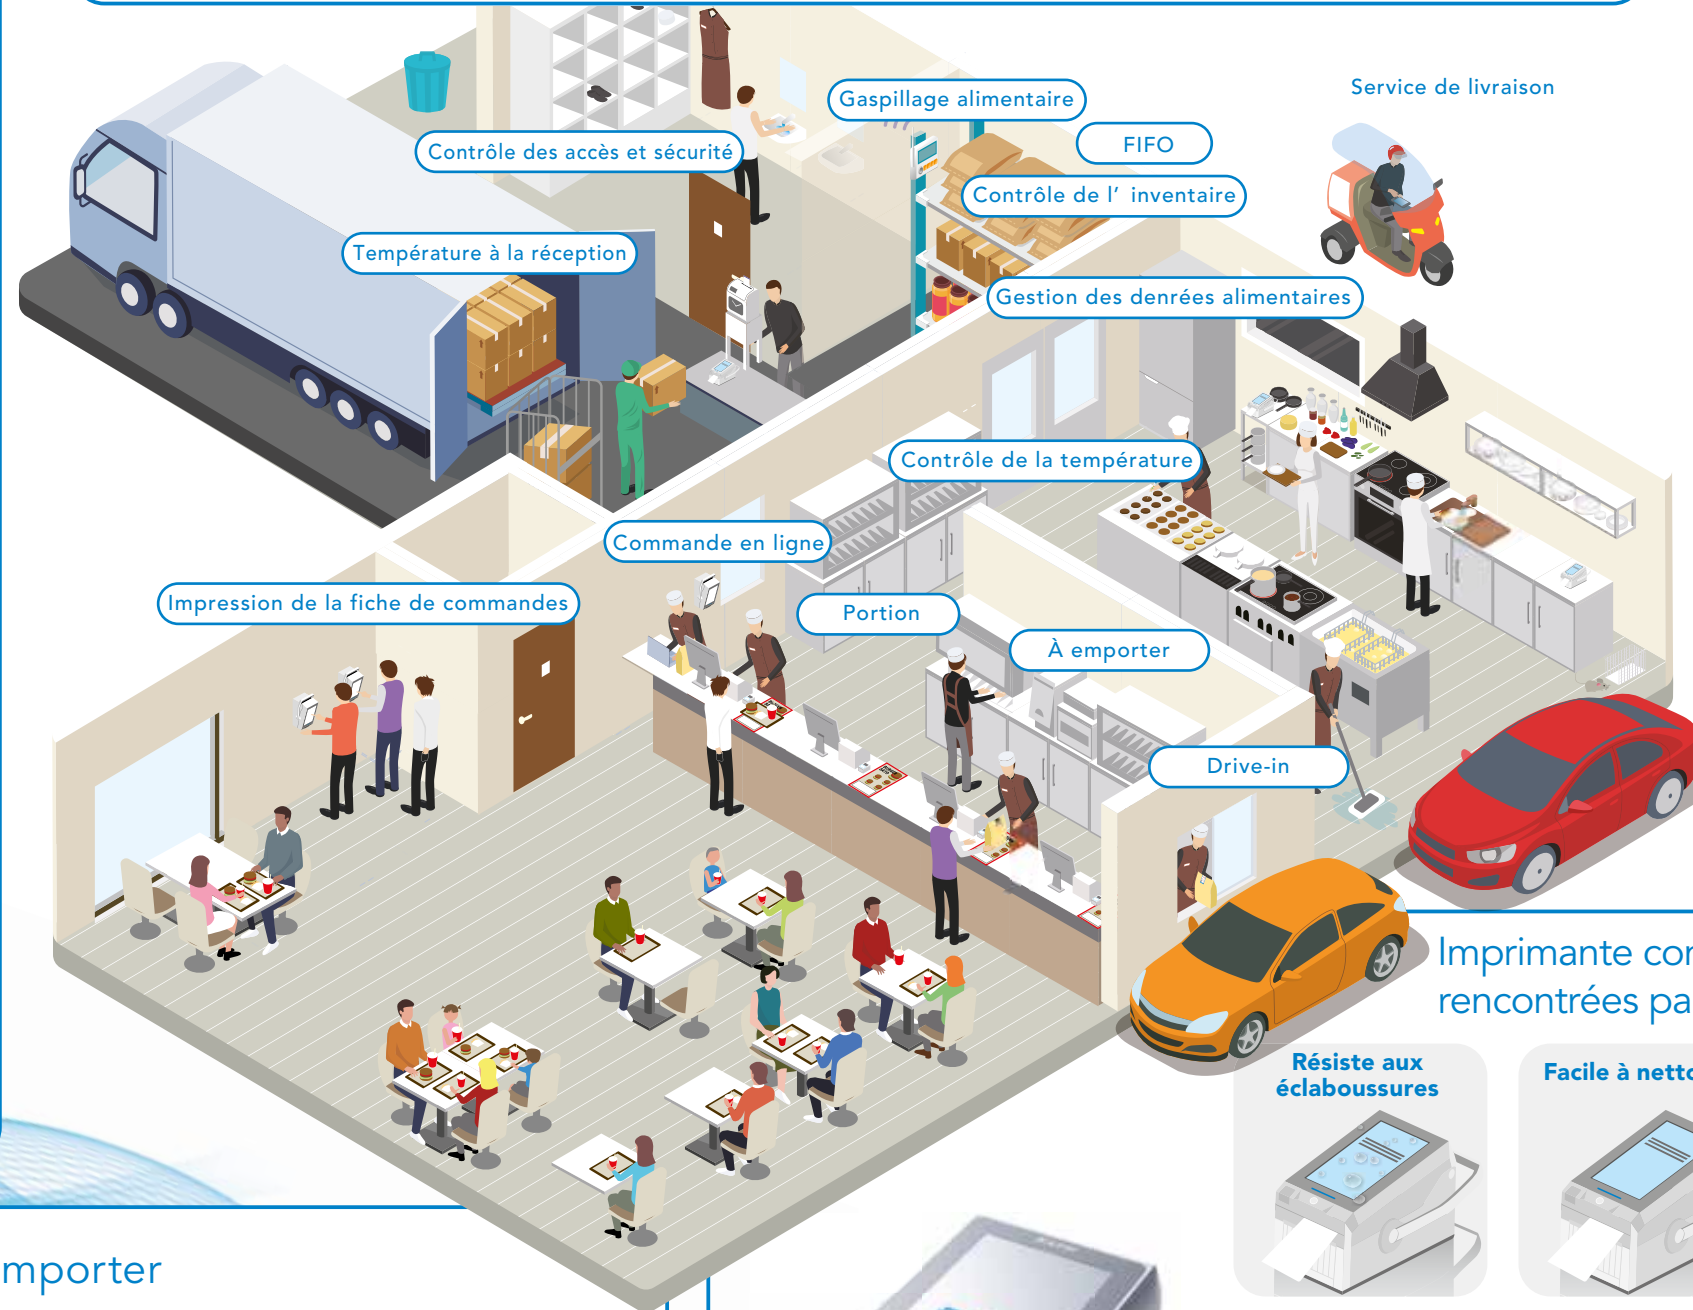 Service de livraison
Gaspillage alimentaire
FIFO
Contrôle des accès et sécurité
Contrôle de l' inventaire
Température à la réception
Gestion des denrées alimentaires
Contrôle de la température
Commande en ligne
Impression de la fiche de commandes
Portion
À emporter
Drive-in
Imprimante con
rencontrées pa
Résiste aux
éclaboussures
Facile à netto
mporter